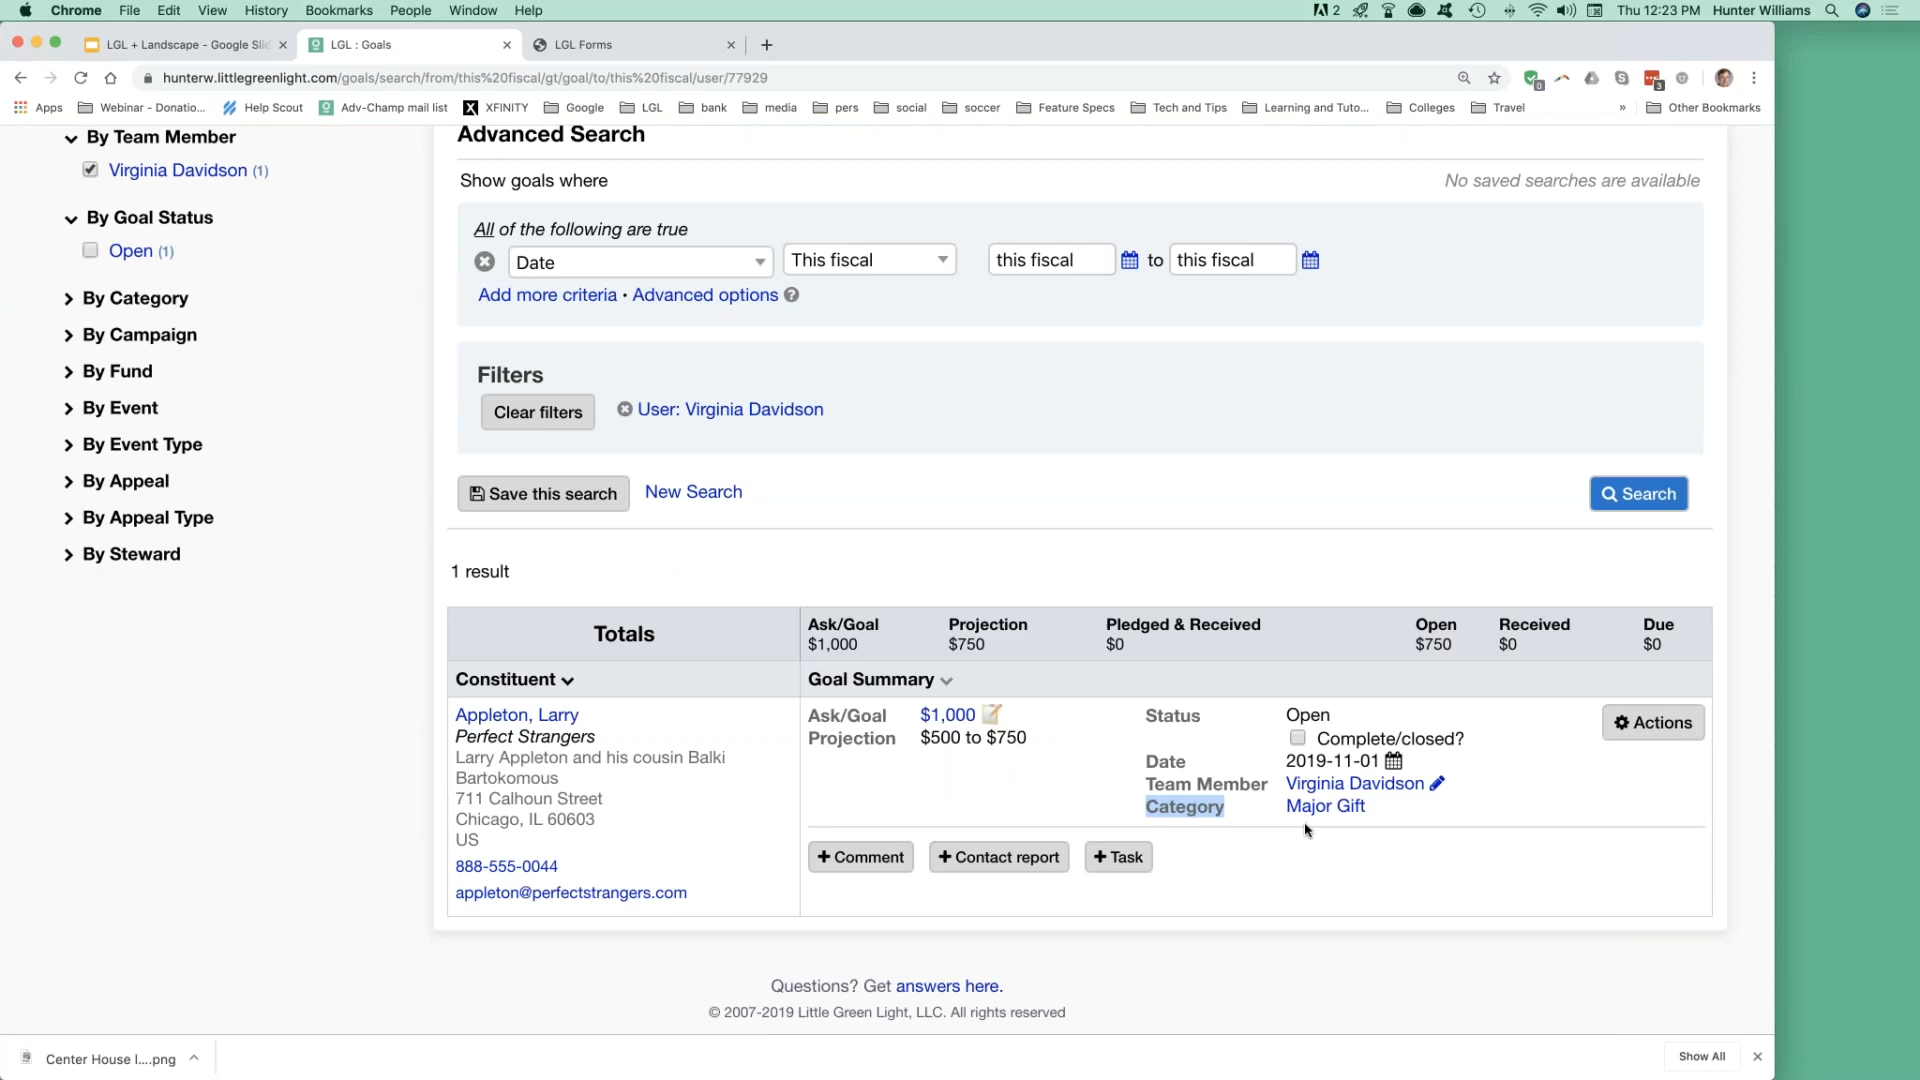 Chrome File Edit View History Bookmarks People Window Help 2 Thu 12:23 PM Hunter Williams
LGL + Landscape - Google Slid LGL : Goals LGL Forms
hunterw.littlegreenlight.com/goals/search/from/this%20fiscal/gt/goal/to/this%20fiscal/user/77929
Apps Webinar - Donatio... Help Scout Adv-Champ mail list XFINITY Google LGL bank media pers social soccer Feature Specs Tech and Tips Learning and Tuto... Colleges Travel » Other Bookmarks
By Team Member
Virginia Davidson (1)
By Goal Status
Open (1)
By Category
By Campaign
By Fund
By Event
By Event Type
By Appeal
By Appeal Type
By Steward
Advanced Search
Show goals where No saved searches are available
All of the following are true
Date This fiscal this fiscal to this fiscal
Add more criteria • Advanced options ?
Filters
Clear filters User: Virginia Davidson
Save this search New Search Search
1 result
Totals Ask/Goal Projection Pledged & Received Open Received Due
$1,000 $750 $0 $750 $0 $0
Constituent Goal Summary
Appleton, Larry
Perfect Strangers
Larry Appleton and his cousin Balki
Bartokomous
711 Calhoun Street
Chicago, IL 60603
US
888-555-0044
appleton@perfectstrangers.com
Ask/Goal $1,000
Projection $500 to $750
Status Open
Complete/closed?
Date 2019-11-01
Team Member Virginia Davidson
Category Major Gift
Actions
+ Comment + Contact report + Task
Questions? Get answers here.
© 2007-2019 Little Green Light, LLC. All rights reserved
Center House l....png Show All